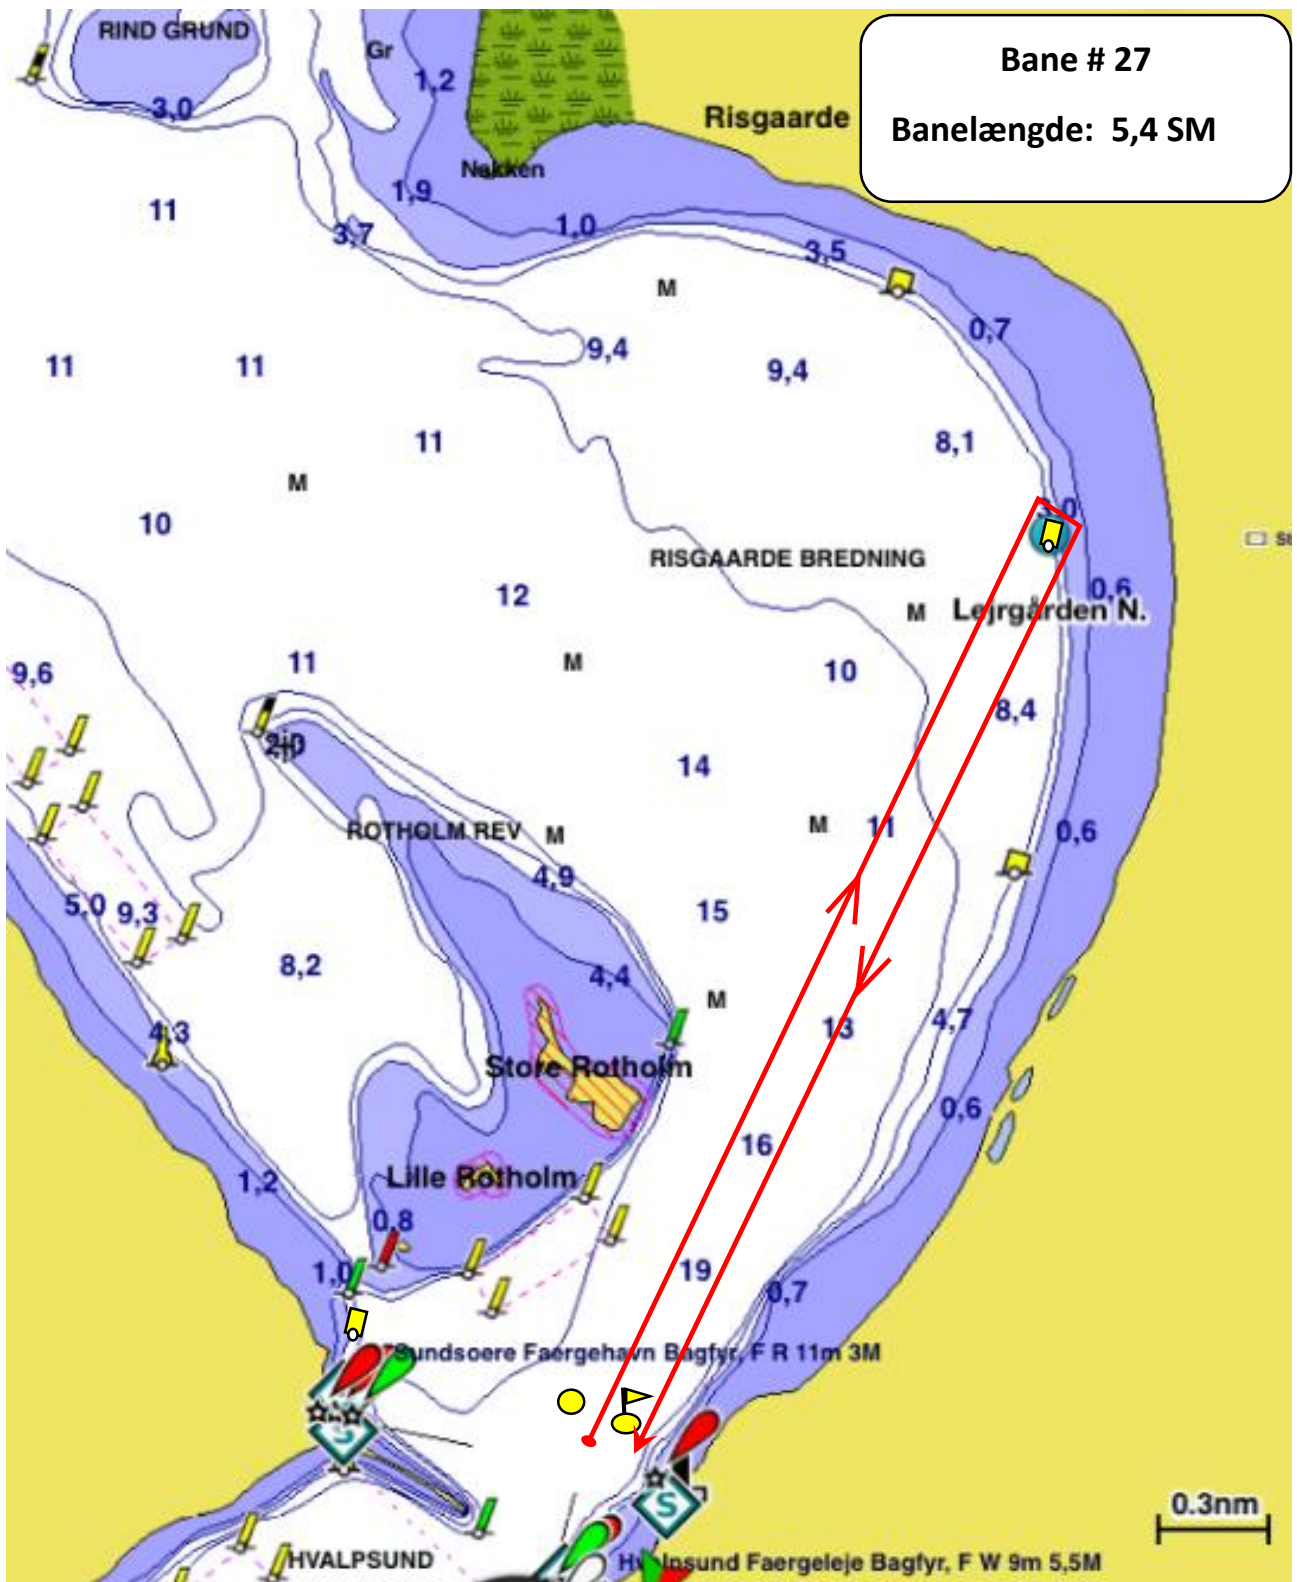 RIND GRUND
Gr
1,2
Bane # 27
Banelængde: 5,4 SM
3,0
Risgaarde
Nakken
1,9
11
3,7
1,0
3,5
M
0,7
9,4
11
11
9,4
11
8,1
M
3,0
10
RISGAARDE BREDNING
0,6
12
M
Lejrgården N.
11
M
9,6
10
8,4
2,0
14
ROTHOLM REV
M
M
11
0,6
4,9
5,0
9,3
15
8,2
4,4
M
4,3
13
4,7
Store Rotholm
0,6
16
Lille Rotholm
1,2
0,8
1,0
19
0,7
Sundsoere Faergehavn Bagfyr, F R 11m 3M
S
S
0.3nm
HVALPSUND
Hvalpsund Faergeleje Bagfyr, F W 9m 5,5M